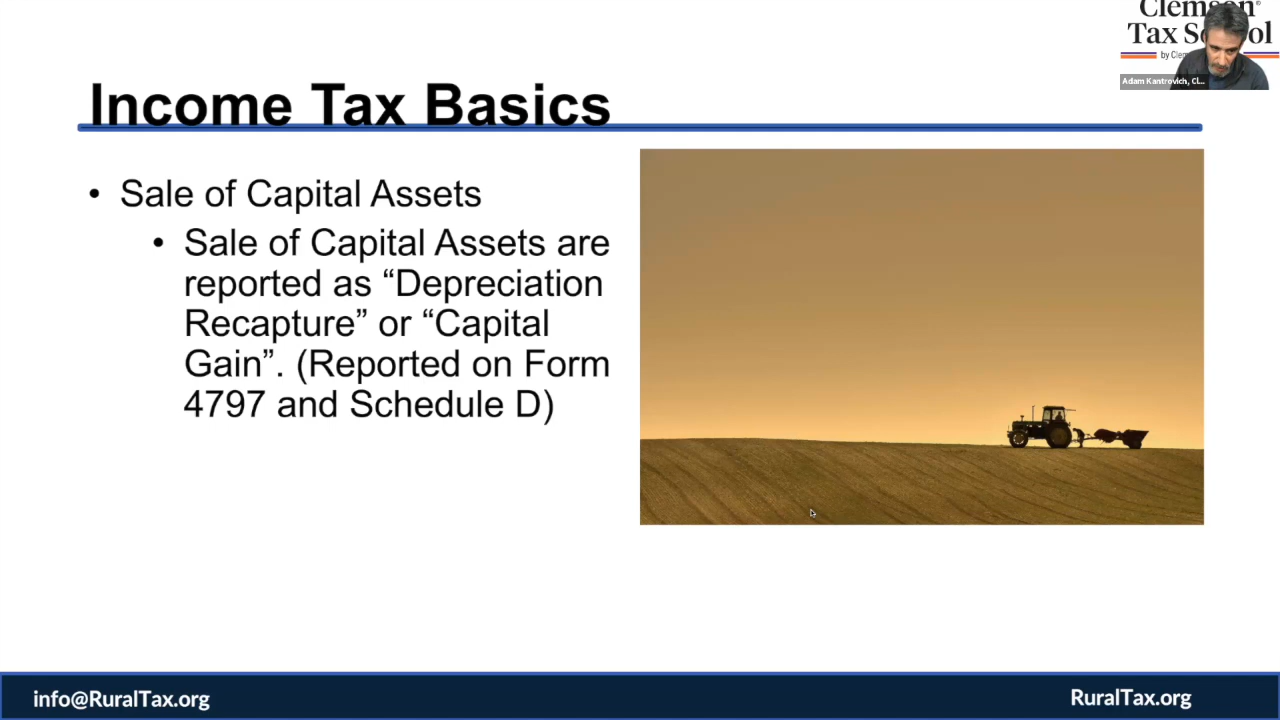 Clemson
Tax School
by Cle
Adam Kantrovich, Cl...
Income Tax Basics
• Sale of Capital Assets
• Sale of Capital Assets are
reported as “Depreciation
Recapture” or “Capital
Gain”. (Reported on Form
4797 and Schedule D)
info@RuralTax.org
RuralTax.org